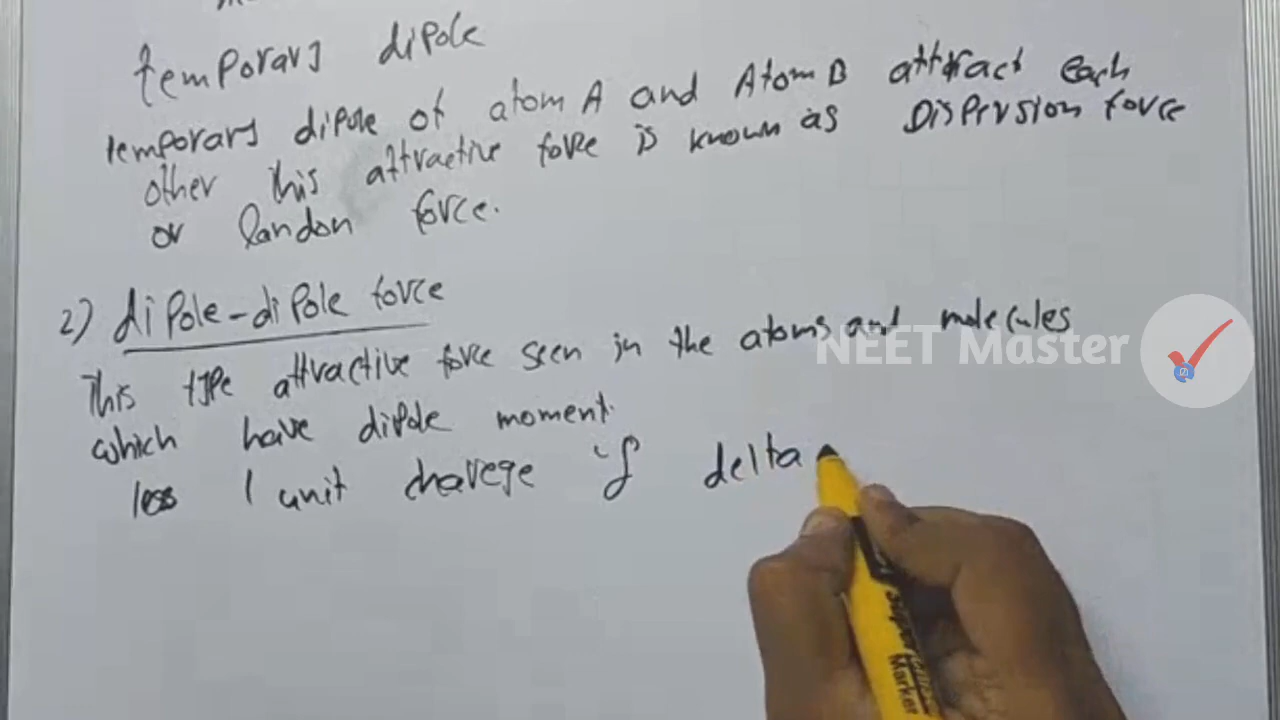 temporary dipole
temporary dipole of atom A and Atom B attract each
other this attractive force is known as Dispersion force
or london force.
2) dipole-dipole force
This type attractive force seen in the atoms and molecules
which have dipole moment.
less 1 unit charege
delta
NEET Master
Super
Marker